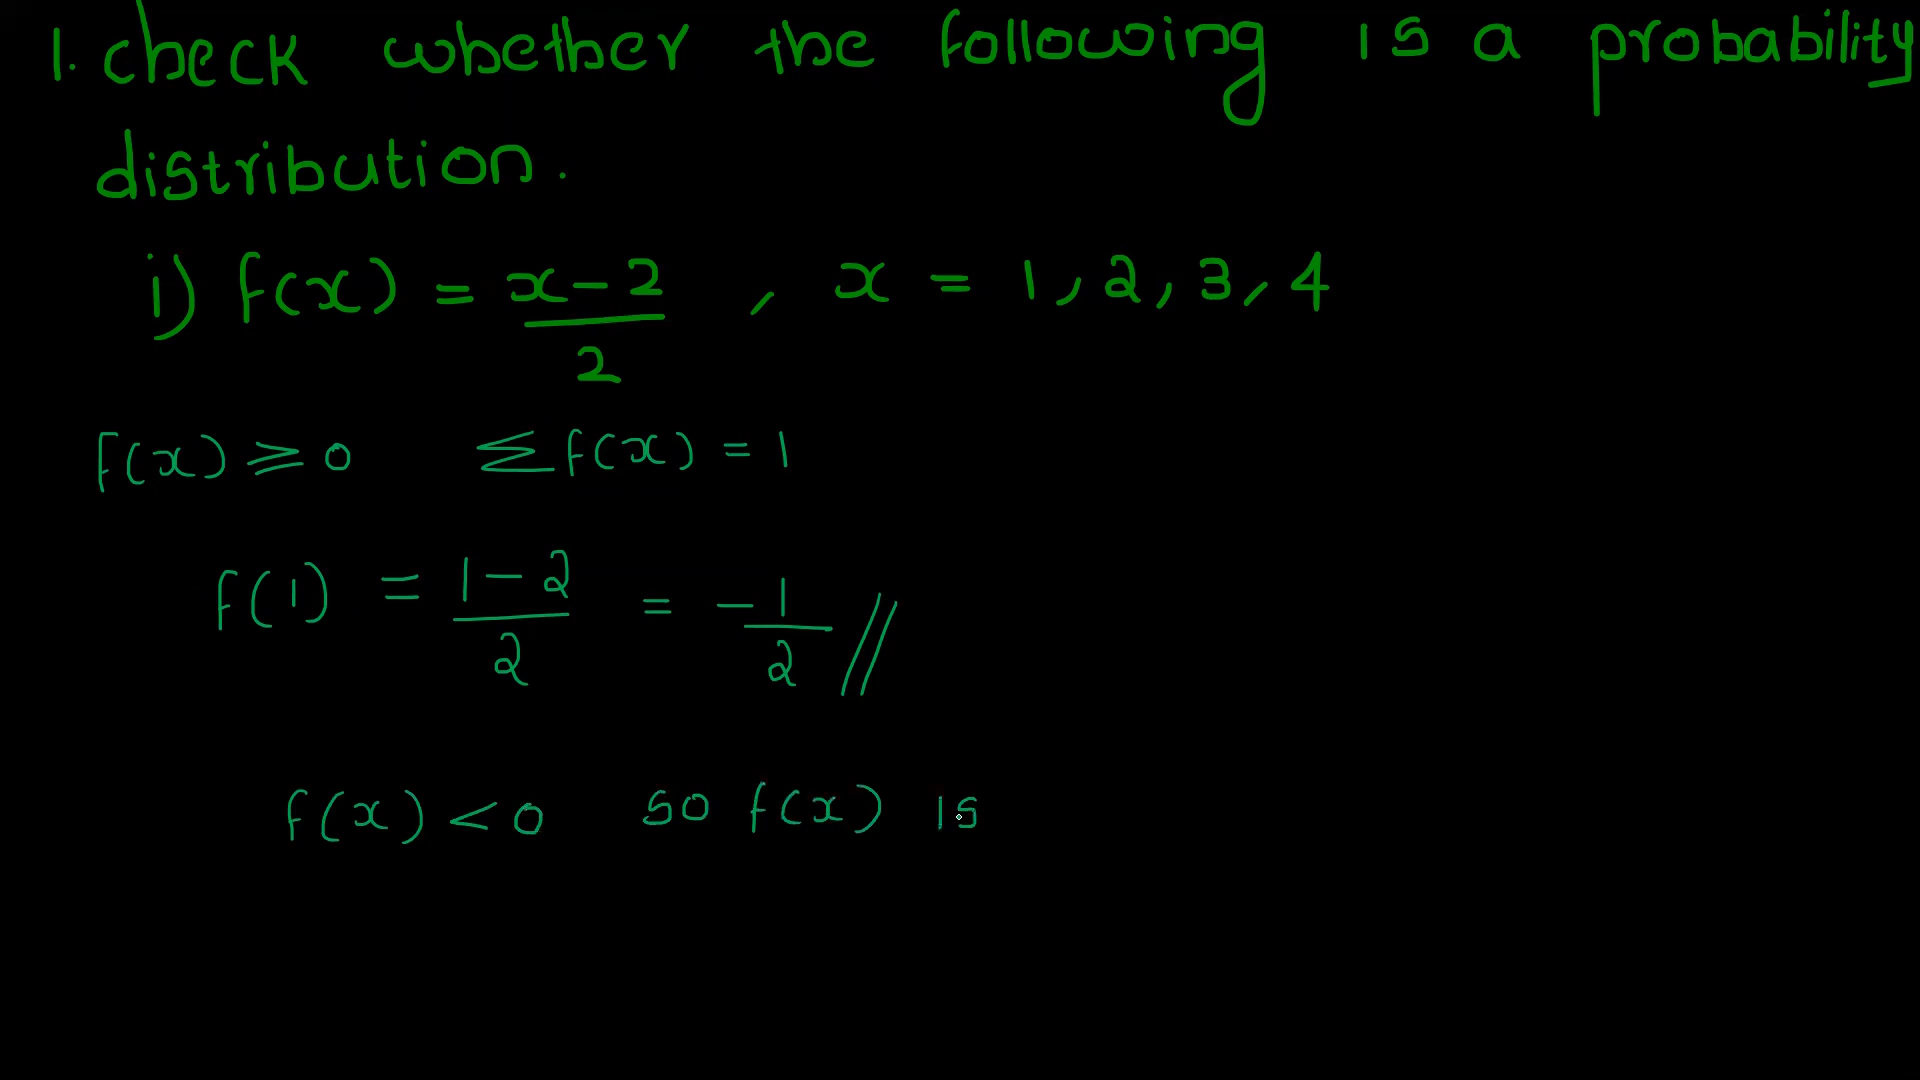 1. check whether the following is a probability
distribution.
i) f(x) = x-2/2 , x = 1, 2, 3, 4
f(x) ≥ 0 Σf(x) = 1
f(1) = 1-2/2 = -1/2 //
f(x) < 0 so f(x) is